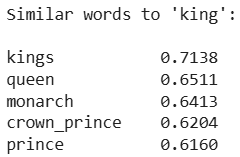 Similar words to 'king':
kings 0.7138
queen 0.6511
monarch 0.6413
crown_prince 0.6204
prince 0.6160